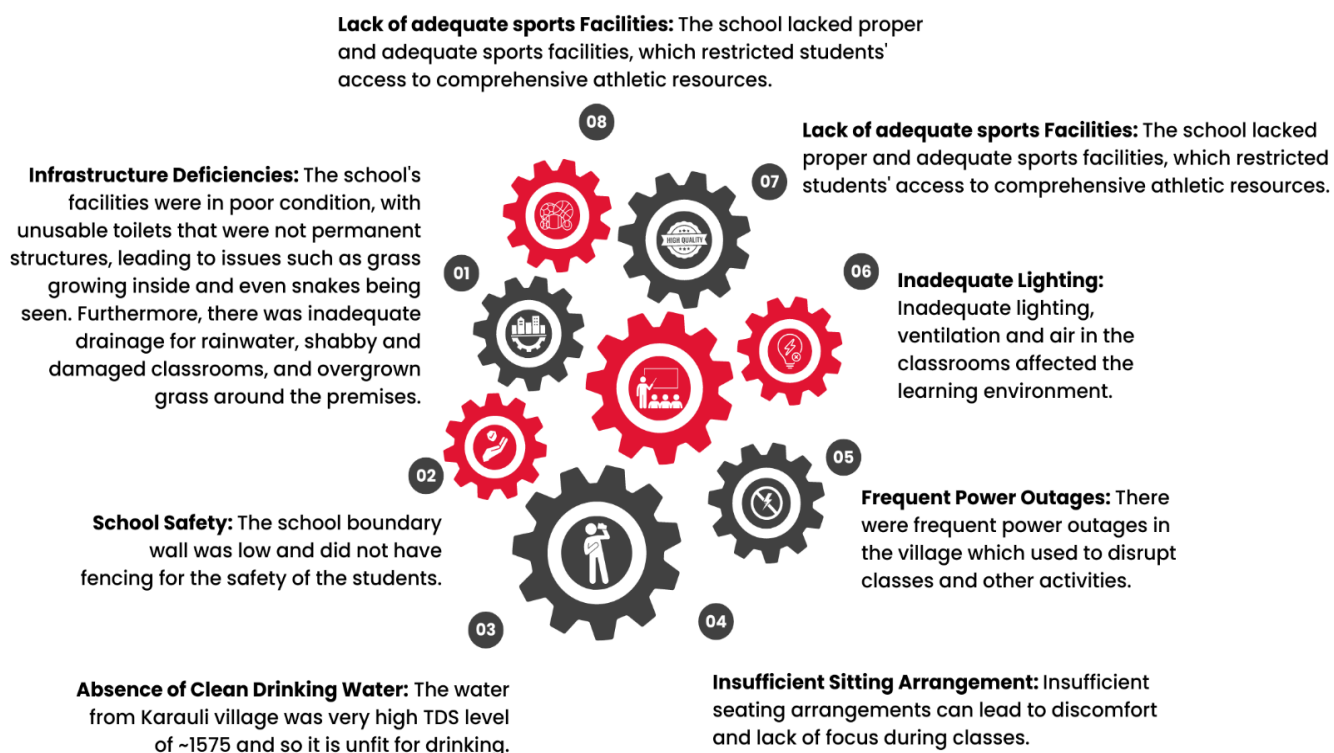 Lack of adequate sports Facilities: The school lacked proper
and adequate sports facilities, which restricted students'
access to comprehensive athletic resources.
08
Lack of adequate sports Facilities: The school lacked
proper and adequate sports facilities, which restricted
students' access to comprehensive athletic resources.
07
HIGH QUALITY
Infrastructure Deficiencies: The school's
facilities were in poor condition, with
unusable toilets that were not permanent
structures, leading to issues such as grass
growing inside and even snakes being
seen. Furthermore, there was inadequate
drainage for rainwater, shabby and
damaged classrooms, and overgrown
grass around the premises.
01
06
Inadequate Lighting:
Inadequate lighting,
ventilation and air in the
classrooms affected the
learning environment.
02
School Safety: The school boundary
wall was low and did not have
fencing for the safety of the students.
05
Frequent Power Outages: There
were frequent power outages in
the village which used to disrupt
classes and other activities.
03
Absence of Clean Drinking Water: The water
from Karauli village was very high TDS level
of ~1575 and so it is unfit for drinking.
04
Insufficient Sitting Arrangement: Insufficient
seating arrangements can lead to discomfort
and lack of focus during classes.